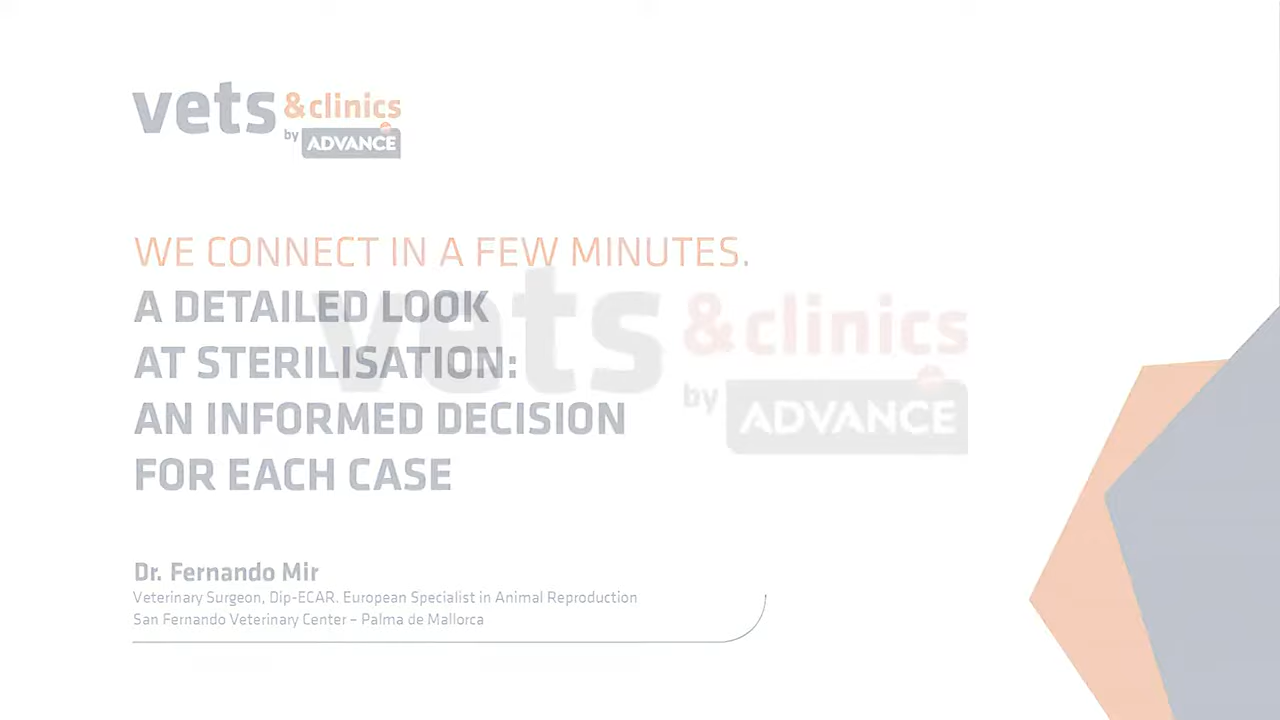 vets &clinics
by ADVANCE
WE CONNECT IN A FEW MINUTES.
A DETAILED LOOK
AT STERILISATION:
AN INFORMED DECISION
FOR EACH CASE
vets &clinics
by ADVANCE
Dr. Fernando Mir
Veterinary Surgeon, Dip-ECAR. European Specialist in Animal Reproduction
San Fernando Veterinary Center – Palma de Mallorca